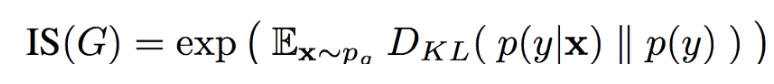 IS(G) = exp ( 𝔼_{𝐱∼p_g} D_{KL}( p(y|𝐱) ∥ p(y) ) )